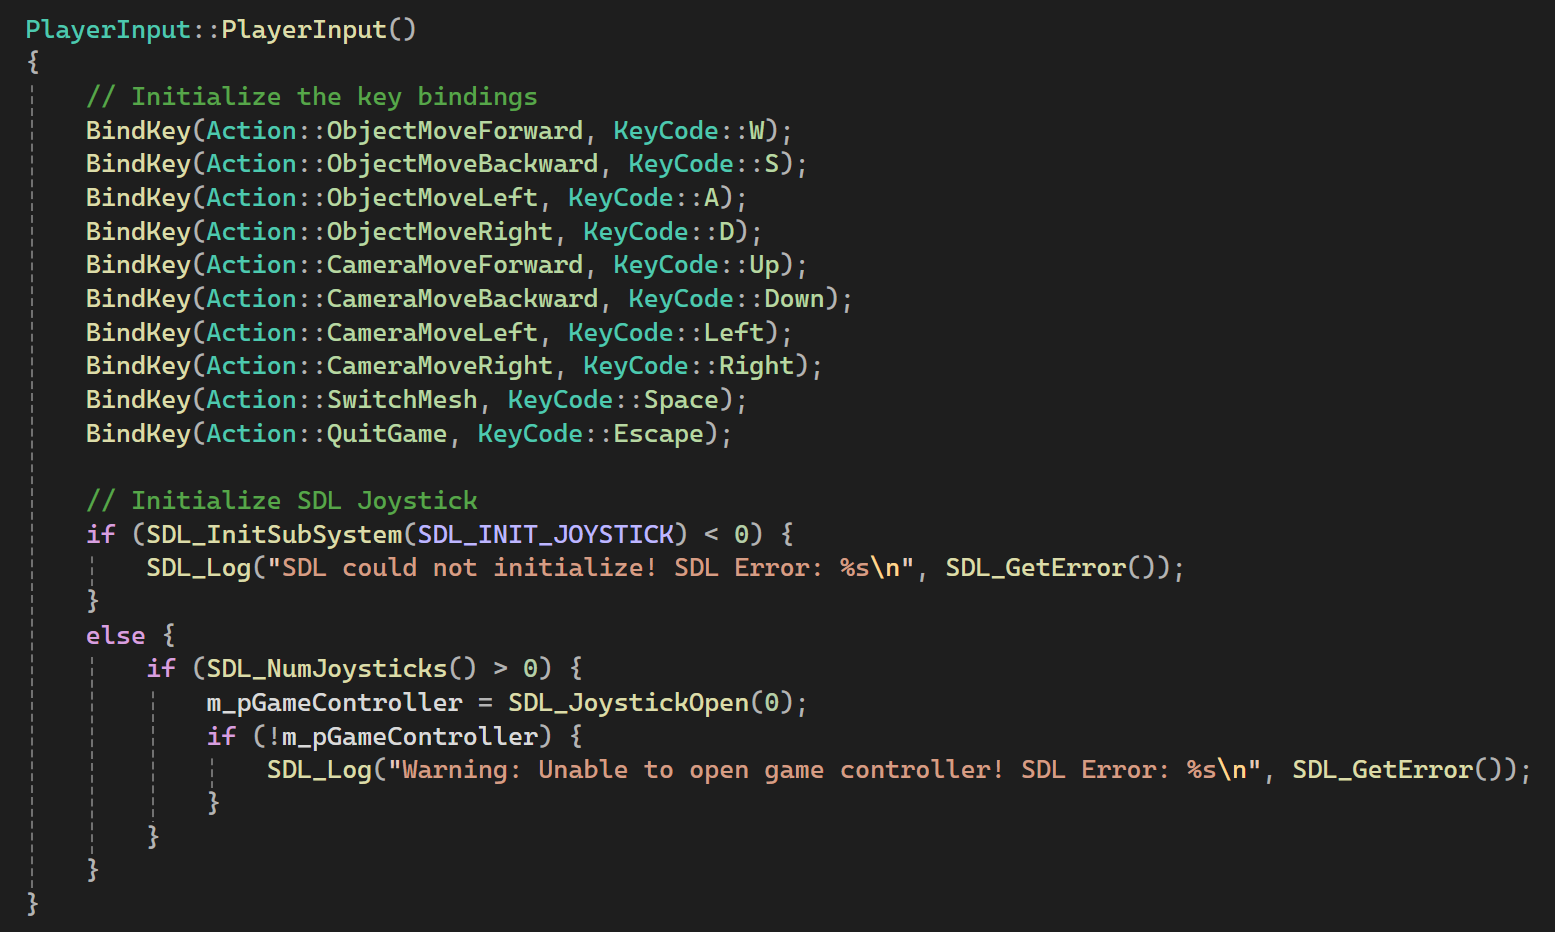 PlayerInput::PlayerInput()
{
    // Initialize the key bindings
    BindKey(Action::ObjectMoveForward, KeyCode::W);
    BindKey(Action::ObjectMoveBackward, KeyCode::S);
    BindKey(Action::ObjectMoveLeft, KeyCode::A);
    BindKey(Action::ObjectMoveRight, KeyCode::D);
    BindKey(Action::CameraMoveForward, KeyCode::Up);
    BindKey(Action::CameraMoveBackward, KeyCode::Down);
    BindKey(Action::CameraMoveLeft, KeyCode::Left);
    BindKey(Action::CameraMoveRight, KeyCode::Right);
    BindKey(Action::SwitchMesh, KeyCode::Space);
    BindKey(Action::QuitGame, KeyCode::Escape);

    // Initialize SDL Joystick
    if (SDL_InitSubSystem(SDL_INIT_JOYSTICK) < 0) {
        SDL_Log("SDL could not initialize! SDL Error: %s\n", SDL_GetError());
    }
    else {
        if (SDL_NumJoysticks() > 0) {
            m_pGameController = SDL_JoystickOpen(0);
            if (!m_pGameController) {
                SDL_Log("Warning: Unable to open game controller! SDL Error: %s\n", SDL_GetError());
            }
        }
    }
}